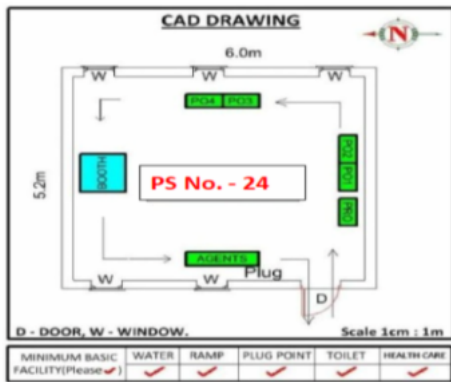 CAD DRAWING
N
6.0m
W W W
PO4 PO3
5.2m
BOOTH
PS No. - 24
PO2
PO1
PRO
AGENTS
Plug
W W
D
D - DOOR, W - WINDOW. Scale 1cm : 1m
MINIMUM BASIC FACILITY(Please✓) WATER RAMP PLUG POINT TOILET HEALTH CARE
✓ ✓ ✓ ✓ ✓